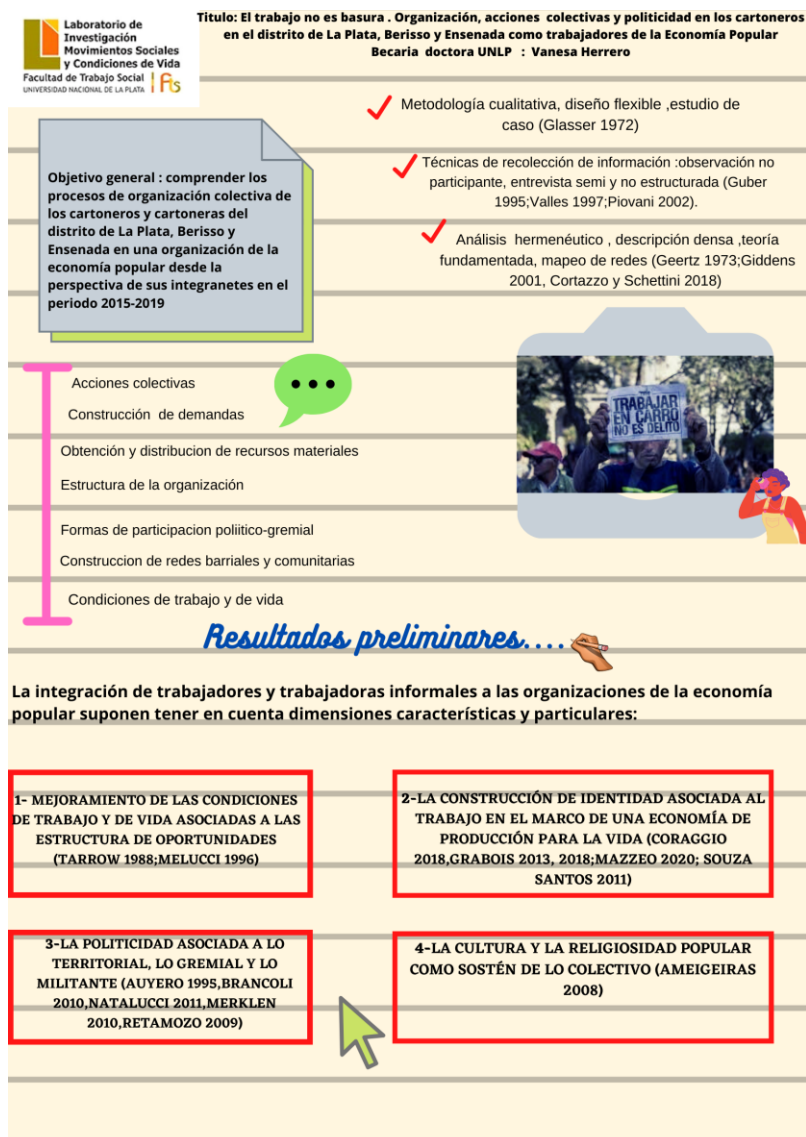 Laboratorio de
Investigación
Movimientos Sociales
y Condiciones de Vida
Facultad de Trabajo Social
UNIVERSIDAD NACIONAL DE LA PLATA
fts
Titulo: El trabajo no es basura . Organización, acciones colectivas y politicidad en los cartoneros
en el distrito de La Plata, Berisso y Ensenada como trabajadores de la Economía Popular
Becaria doctora UNLP : Vanesa Herrero
Metodología cualitativa, diseño flexible ,estudio de
caso (Glasser 1972)
Técnicas de recolección de información :observación no
participante, entrevista semi y no estructurada (Guber
1995;Valles 1997;Piovani 2002).
Análisis hermenéutico , descripción densa ,teoría
fundamentada, mapeo de redes (Geertz 1973;Giddens
2001, Cortazzo y Schettini 2018)
Objetivo general : comprender los
procesos de organización colectiva de
los cartoneros y cartoneras del
distrito de La Plata, Berisso y
Ensenada en una organización de la
economía popular desde la
perspectiva de sus integranetes en el
periodo 2015-2019
Acciones colectivas
Construcción de demandas
Obtención y distribucion de recursos materiales
Estructura de la organización
Formas de participacion poliitico-gremial
Construccion de redes barriales y comunitarias
Condiciones de trabajo y de vida
TRABAJAR
EN CARRO
NO ES DELITO
Resultados preliminares....
La integración de trabajadores y trabajadoras informales a las organizaciones de la economía
popular suponen tener en cuenta dimensiones características y particulares:
1- MEJORAMIENTO DE LAS CONDICIONES
DE TRABAJO Y DE VIDA ASOCIADAS A LAS
ESTRUCTURA DE OPORTUNIDADES
(TARROW 1988;MELUCCI 1996)
2-LA CONSTRUCCIÓN DE IDENTIDAD ASOCIADA AL
TRABAJO EN EL MARCO DE UNA ECONOMÍA DE
PRODUCCIÓN PARA LA VIDA (CORAGGIO
2018,GRABOIS 2013, 2018;MAZZEO 2020; SOUZA
SANTOS 2011)
3-LA POLITICIDAD ASOCIADA A LO
TERRITORIAL, LO GREMIAL Y LO
MILITANTE (AUYERO 1995,BRANCOLI
2010,NATALUCCI 2011,MERKLEN
2010,RETAMOZO 2009)
4-LA CULTURA Y LA RELIGIOSIDAD POPULAR
COMO SOSTÉN DE LO COLECTIVO (AMEIGEIRAS
2008)